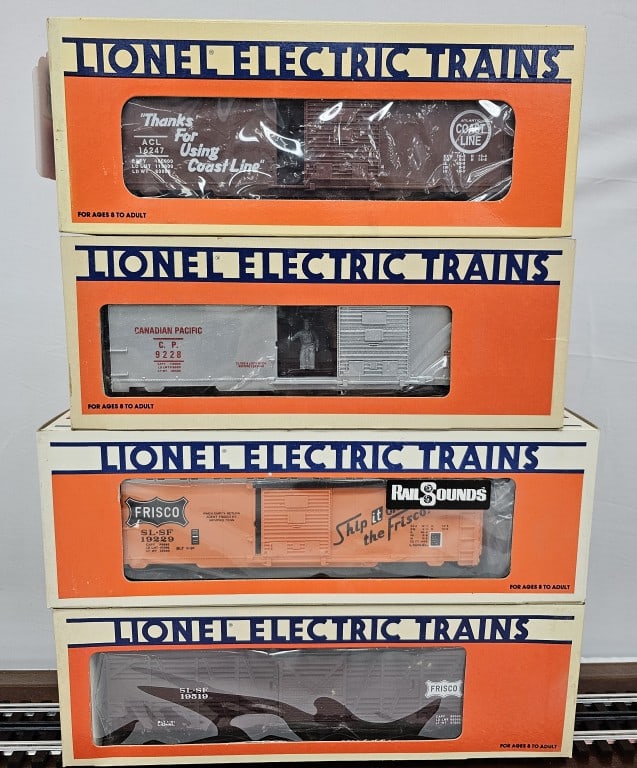 LIONEL® ELECTRIC TRAINS
"Thanks
For
Using
Coast Line"
ACL
16247
ATLANTIC
COAST
LINE
FOR AGES 8 TO ADULT
LIONEL® ELECTRIC TRAINS
CANADIAN PACIFIC
C. P.
9228
FOR AGES 8 TO ADULT
LIONEL® ELECTRIC TRAINS
FRISCO
SL-SF
19229
RAILSOUNDS
Ship it on
the Frisco!
FOR AGES 8 TO ADULT
LIONEL® ELECTRIC TRAINS
SL-SF
19519
FRISCO
FOR AGES 8 TO ADULT